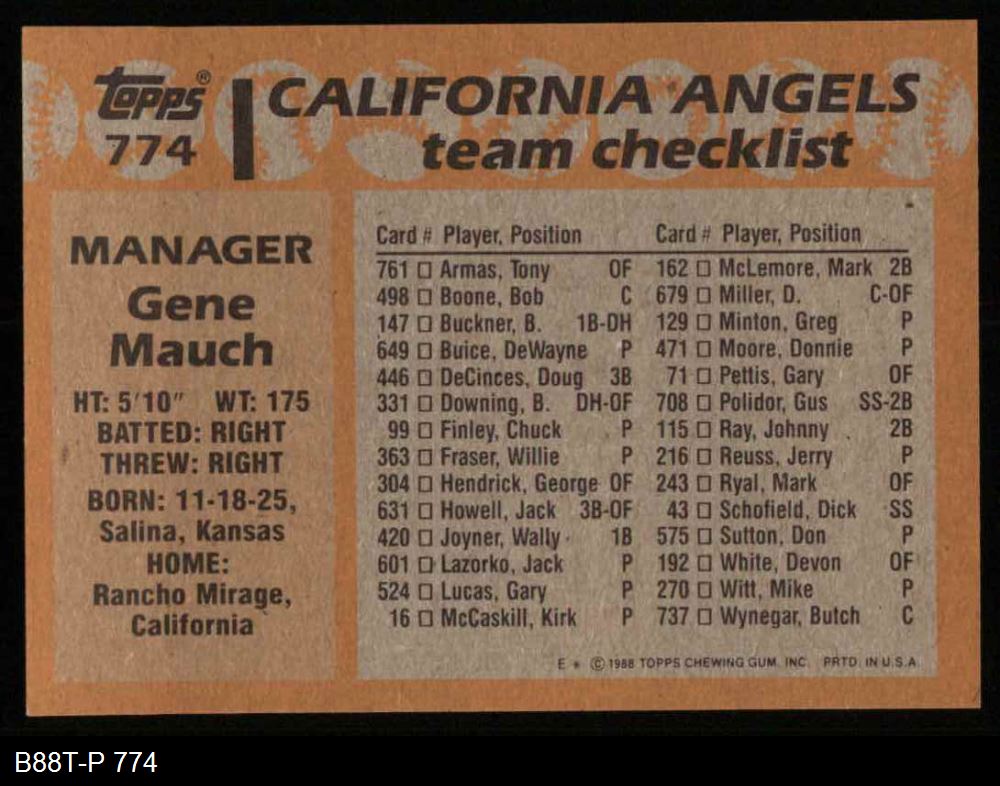 Topps®
774
CALIFORNIA ANGELS
team checklist
MANAGER
Gene
Mauch
HT: 5'10" WT: 175
BATTED: RIGHT
THREW: RIGHT
BORN: 11-18-25,
Salina, Kansas
HOME:
Rancho Mirage,
California
Card # Player, Position
761 □ Armas, Tony OF
498 □ Boone, Bob C
147 □ Buckner, B. 1B-DH
649 □ Buice, DeWayne P
446 □ DeCinces, Doug 3B
331 □ Downing, B. DH-OF
99 □ Finley, Chuck P
363 □ Fraser, Willie P
304 □ Hendrick, George OF
631 □ Howell, Jack 3B-OF
420 □ Joyner, Wally 1B
601 □ Lazorko, Jack P
524 □ Lucas, Gary P
16 □ McCaskill, Kirk P
Card # Player, Position
162 □ McLemore, Mark 2B
679 □ Miller, D. C-OF
129 □ Minton, Greg P
471 □ Moore, Donnie P
71 □ Pettis, Gary OF
708 □ Polidor, Gus SS-2B
115 □ Ray, Johnny 2B
216 □ Reuss, Jerry P
243 □ Ryal, Mark OF
43 □ Schofield, Dick SS
575 □ Sutton, Don P
192 □ White, Devon OF
270 □ Witt, Mike P
737 □ Wynegar, Butch C
E * © 1988 TOPPS CHEWING GUM, INC. PRTD. IN U.S.A.
B88T-P 774